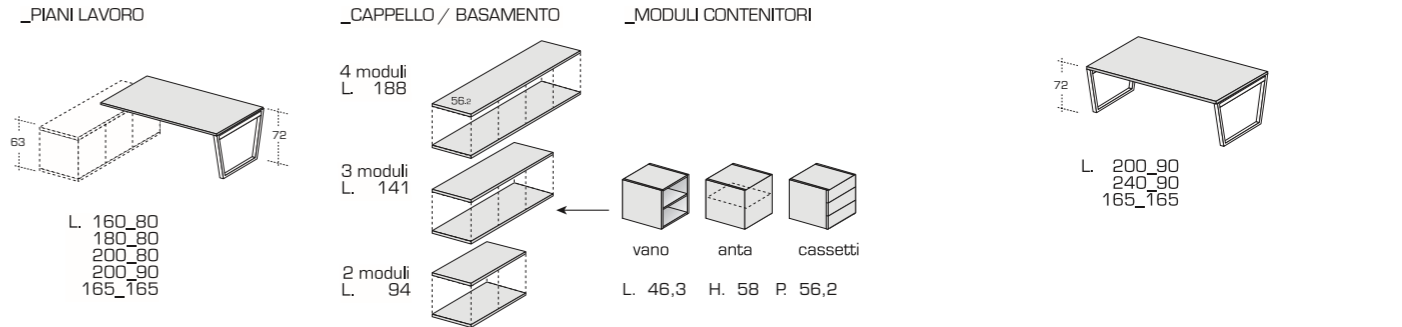 _PIANI LAVORO
63
72
L. 160_80
180_80
200_80
200_90
165_165
_CAPPELLO / BASAMENTO
4 moduli
L. 188
56.2
3 moduli
L. 141
2 moduli
L. 94
_MODULI CONTENITORI
vano anta cassetti
L. 46,3 H. 58 P. 56,2
72
L. 200_90
240_90
165_165